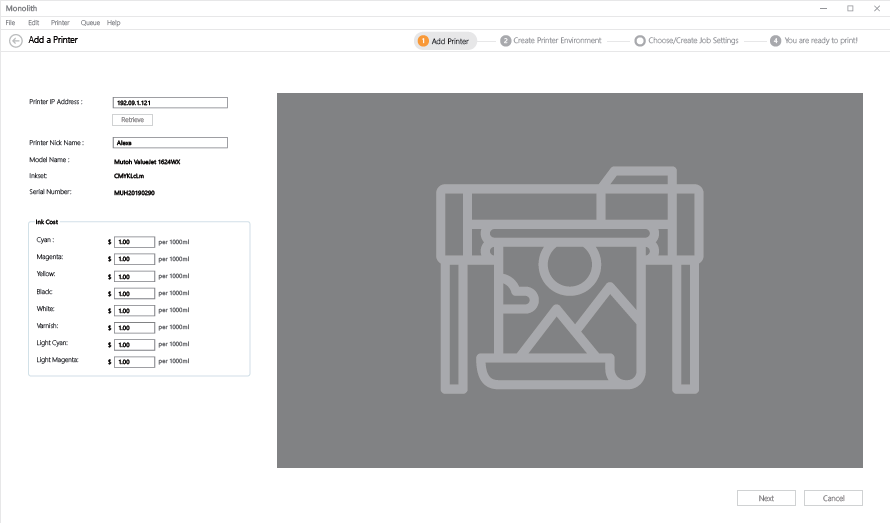 Monolith
File Edit Printer Queue Help
Add a Printer
1 Add Printer 2 Create Printer Environment Choose/Create Job Settings 4 You are ready to print!
Printer IP Address : 192.09.1.121
Retrieve
Printer Nick Name : Alexa
Model Name : Mutoh ValueJet 1624WX
Inkset: CMYKLcLm
Serial Number: MUH20190290
Ink Cost
Cyan : $ 1.00 per 1000ml
Magenta: $ 1.00 per 1000ml
Yellow: $ 1.00 per 1000ml
Black: $ 1.00 per 1000ml
White: $ 1.00 per 1000ml
Varnish: $ 1.00 per 1000ml
Light Cyan: $ 1.00 per 1000ml
Light Magenta: $ 1.00 per 1000ml
Next Cancel